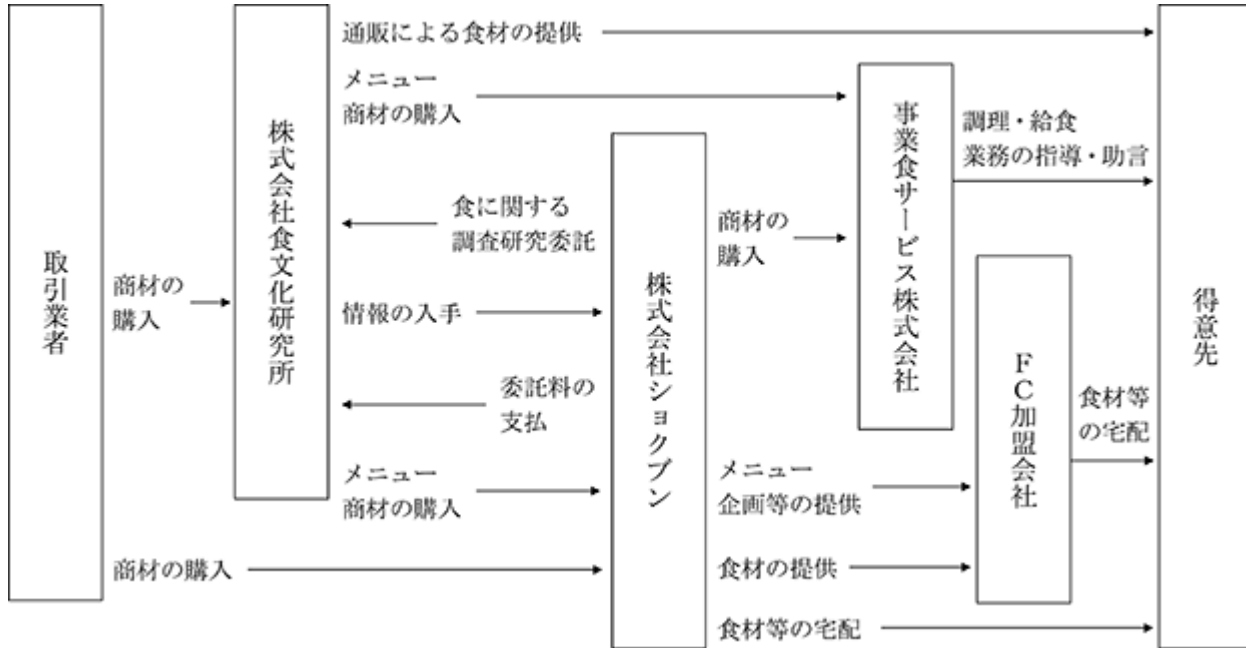 取引業者
商材の
購入
商材の購入
株式会社食文化研究所
通販による食材の提供
メニュー
商材の購入
食に関する
調査研究委託
情報の入手
委託料の
支払
メニュー
商材の購入
株式会社ショクブン
商材の
購入
メニュー
企画等の提供
食材の提供
食材等の宅配
事業食サービス株式会社
調理・給食
業務の指導・助言
FC加盟会社
食材等
の宅配
得意先